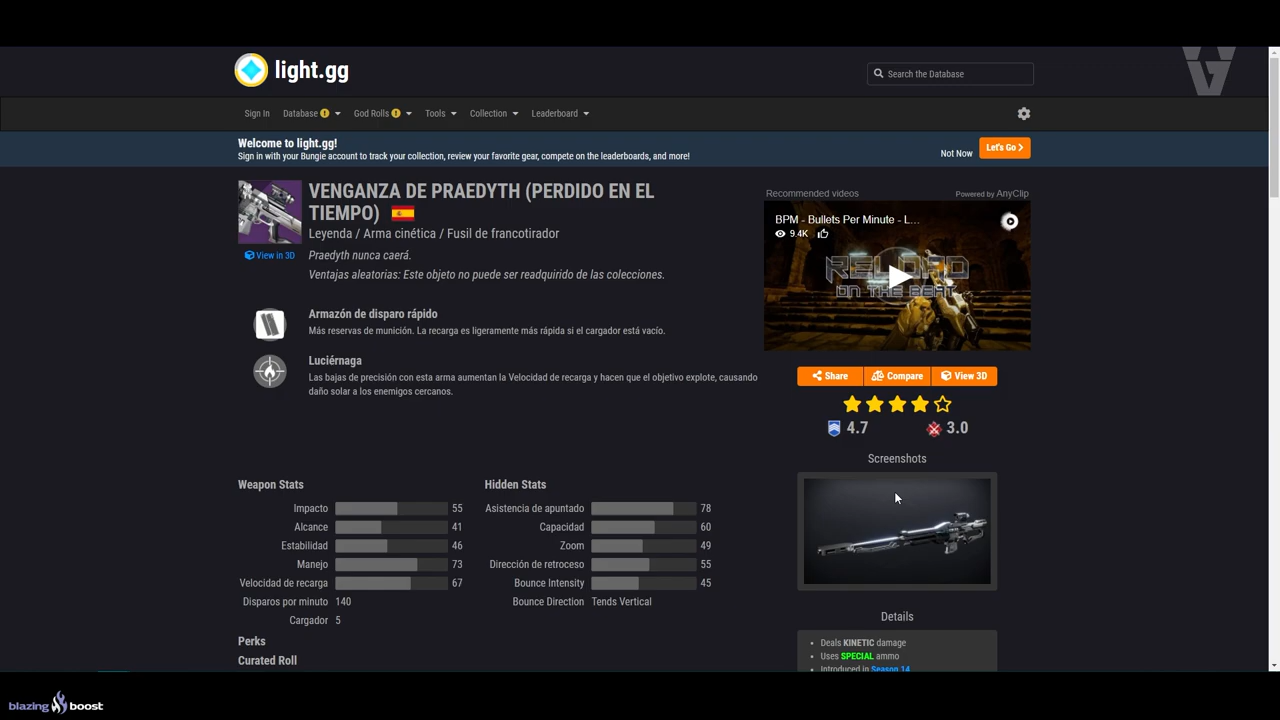 light.gg
Search the Database
Sign In Database God Rolls Tools Collection Leaderboard
Welcome to light.gg!
Sign in with your Bungie account to track your collection, review your favorite gear, compete on the leaderboards, and more!
Not Now
Let's Go
VENGANZA DE PRAEDYTH (PERDIDO EN EL
TIEMPO)
Leyenda / Arma cinética / Fusil de francotirador
View in 3D
Praedyth nunca caerá.
Ventajas aleatorias: Este objeto no puede ser readquirido de las colecciones.
Armazón de disparo rápido
Más reservas de munición. La recarga es ligeramente más rápida si el cargador está vacío.
Luciérnaga
Las bajas de precisión con esta arma aumentan la Velocidad de recarga y hacen que el objetivo explote, causando
daño solar a los enemigos cercanos.
Weapon Stats
Impacto 55
Alcance 41
Estabilidad 46
Manejo 73
Velocidad de recarga 67
Disparos por minuto 140
Cargador 5
Hidden Stats
Asistencia de apuntado 78
Capacidad 60
Zoom 49
Dirección de retroceso 55
Bounce Intensity 45
Bounce Direction Tends Vertical
Perks
Curated Roll
Recommended videos
Powered by AnyClip
BPM - Bullets Per Minute - L...
9.4K
RELOAD
ON THE BEAT
Share Compare View 3D
4.7 3.0
Screenshots
Details
Deals KINETIC damage
Uses SPECIAL ammo
Introduced in Season 14
blazing boost